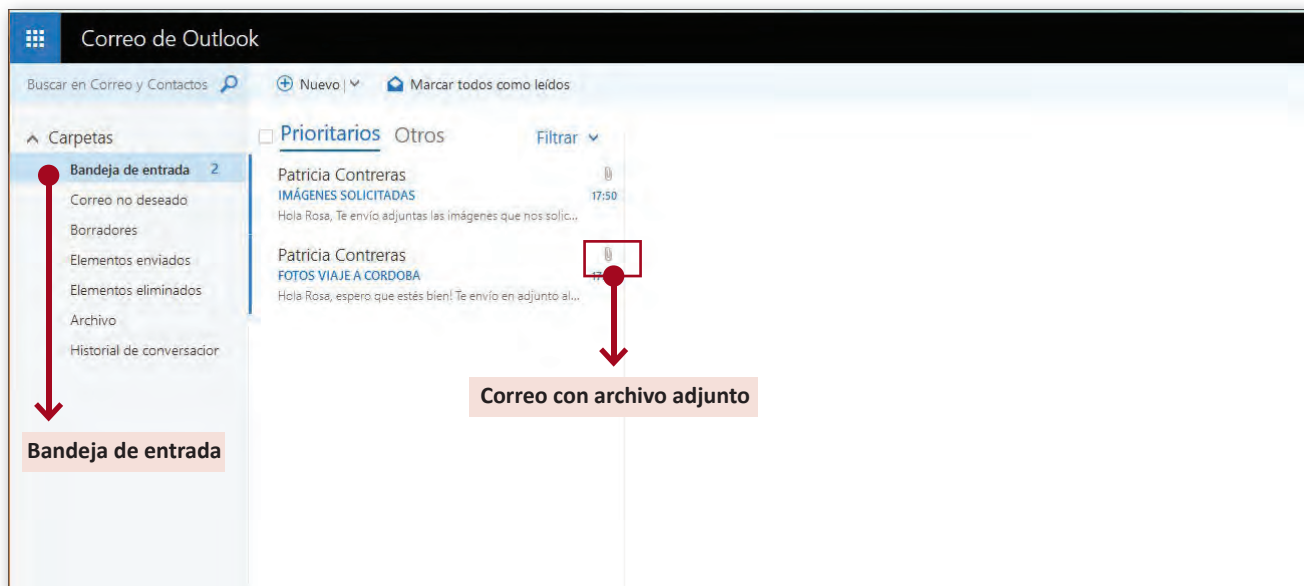 Correo de Outlook
Buscar en Correo y Contactos
Nuevo
Marcar todos como leídos
Carpetas
Bandeja de entrada 2
Correo no deseado
Borradores
Elementos enviados
Elementos eliminados
Archivo
Historial de conversacior
Prioritarios Otros Filtrar
Patricia Contreras
IMÁGENES SOLICITADAS 17:50
Hola Rosa, Te envío adjuntas las imágenes que nos solic...
Patricia Contreras
FOTOS VIAJE A CORDOBA
Hola Rosa, espero que estés bien! Te envío en adjunto al...
Correo con archivo adjunto
Bandeja de entrada